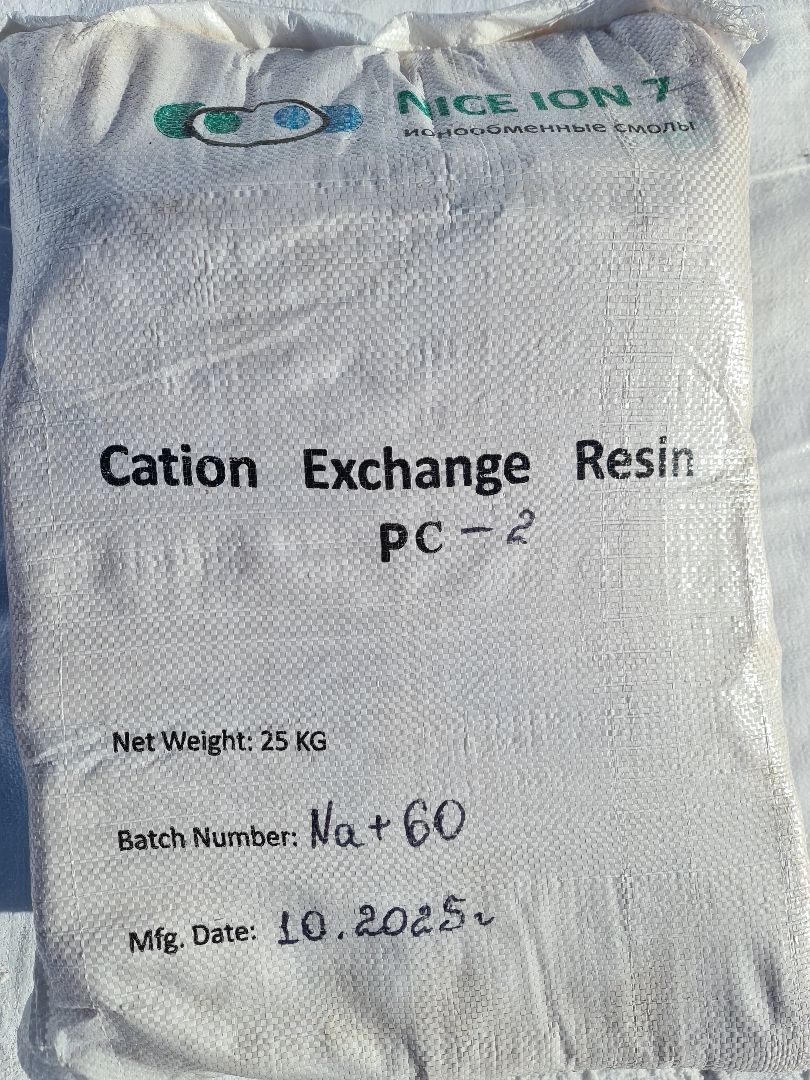 NICE ION 7
ионообменные смолы
Cation Exchange Resin
PC-2
Net Weight: 25 KG
Batch Number: Na+60
Mfg. Date: 10.2025г